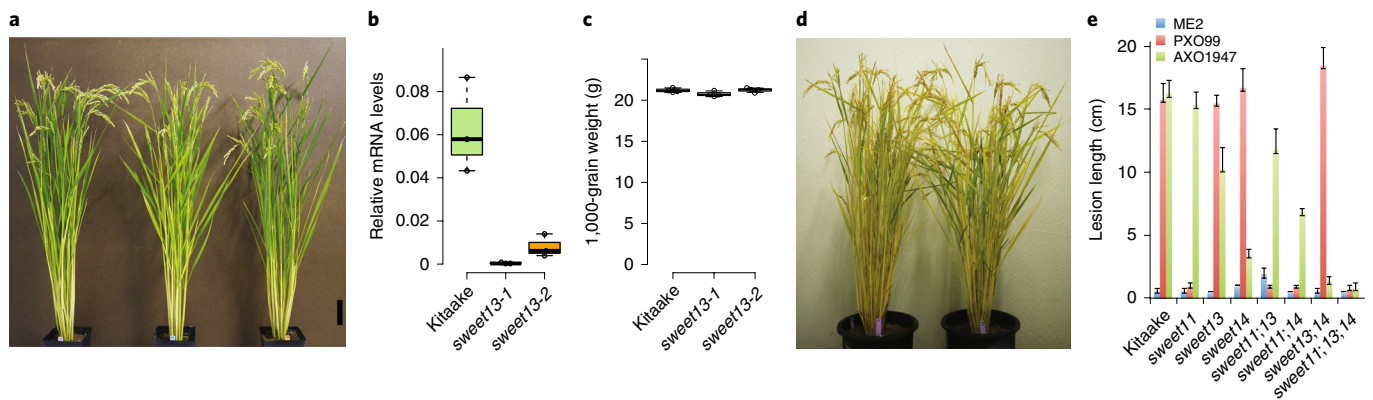 a
b
Relative mRNA levels
0.08
0.06
0.04
0.02
0
Kitaake
sweet13-1
sweet13-2
c
1,000-grain weight (g)
20
15
10
5
0
Kitaake
sweet13-1
sweet13-2
d
e
ME2
PXO99
AXO1947
Lesion length (cm)
20
15
10
5
0
Kitaake
sweet11
sweet13
sweet14
sweet11;13
sweet11;14
sweet13;14
sweet11;13;14